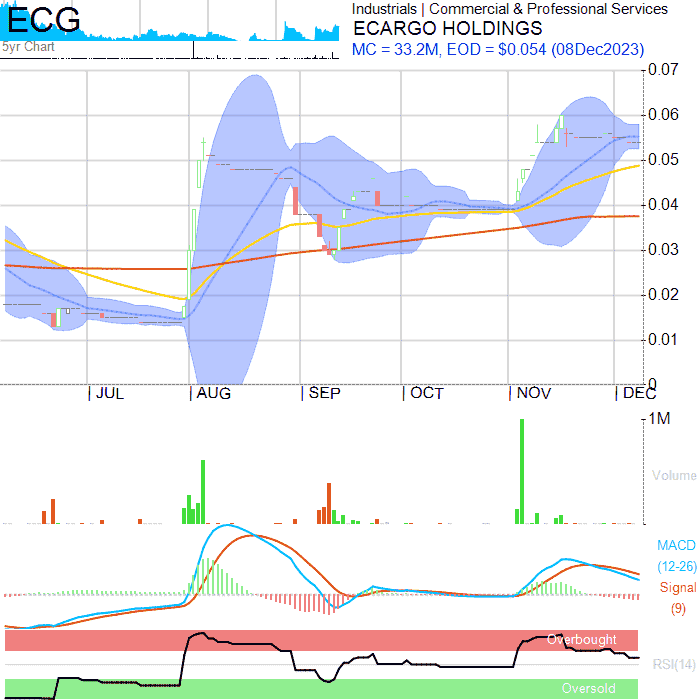 ECG
Industrials | Commercial & Professional Services
ECARGO HOLDINGS
MC = 33.2M, EOD = $0.054 (08Dec2023)
5yr Chart
0.07
0.06
0.05
0.04
0.03
0.02
0.01
0
JUL AUG SEP OCT NOV DEC
1M
Volume
MACD
(12-26)
Signal
(9)
Overbought
RSI(14)
Oversold